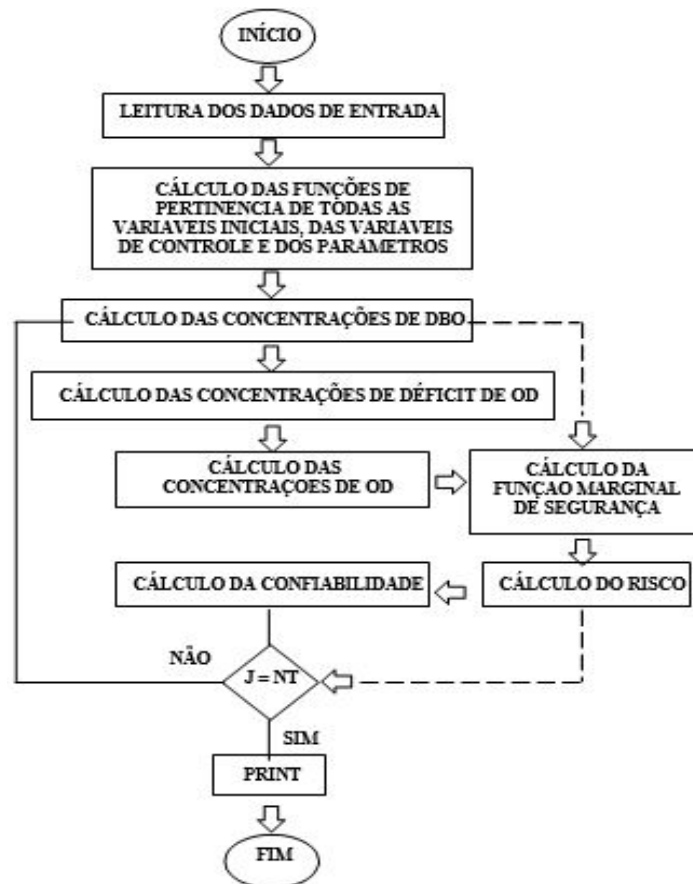 INÍCIO
LEITURA DOS DADOS DE ENTRADA
CÁLCULO DAS FUNÇÕES DE
PERTINENCIA DE TODAS AS
VARIAVEIS INICIAIS, DAS VARIAVEIS
DE CONTROLE E DOS PARAMETROS
CÁLCULO DAS CONCENTRAÇÕES DE DBO
CÁLCULO DAS CONCENTRAÇÕES DE DÉFICIT DE OD
CÁLCULO DAS
CONCENTRAÇOES DE OD
CÁLCULO DA
FUNÇAO MARGINAL
DE SEGURANÇA
CÁLCULO DA CONFIABILIDADE
CÁLCULO DO RISCO
NÃO
J = NT
SIM
PRINT
FIM